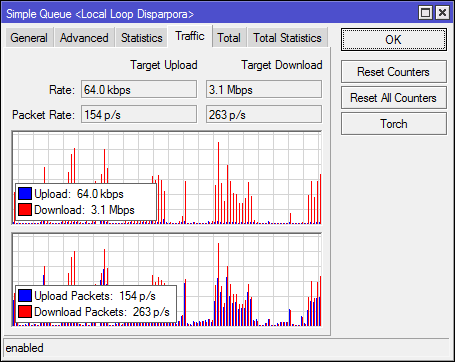 Simple Queue <Local Loop Disparpora>
General Advanced Statistics Traffic Total Total Statistics
Target Upload Target Download
Rate: 64.0 kbps 3.1 Mbps
Packet Rate: 154 p/s 263 p/s
Upload: 64.0 kbps
Download: 3.1 Mbps
Upload Packets: 154 p/s
Download Packets: 263 p/s
OK
Reset Counters
Reset All Counters
Torch
enabled